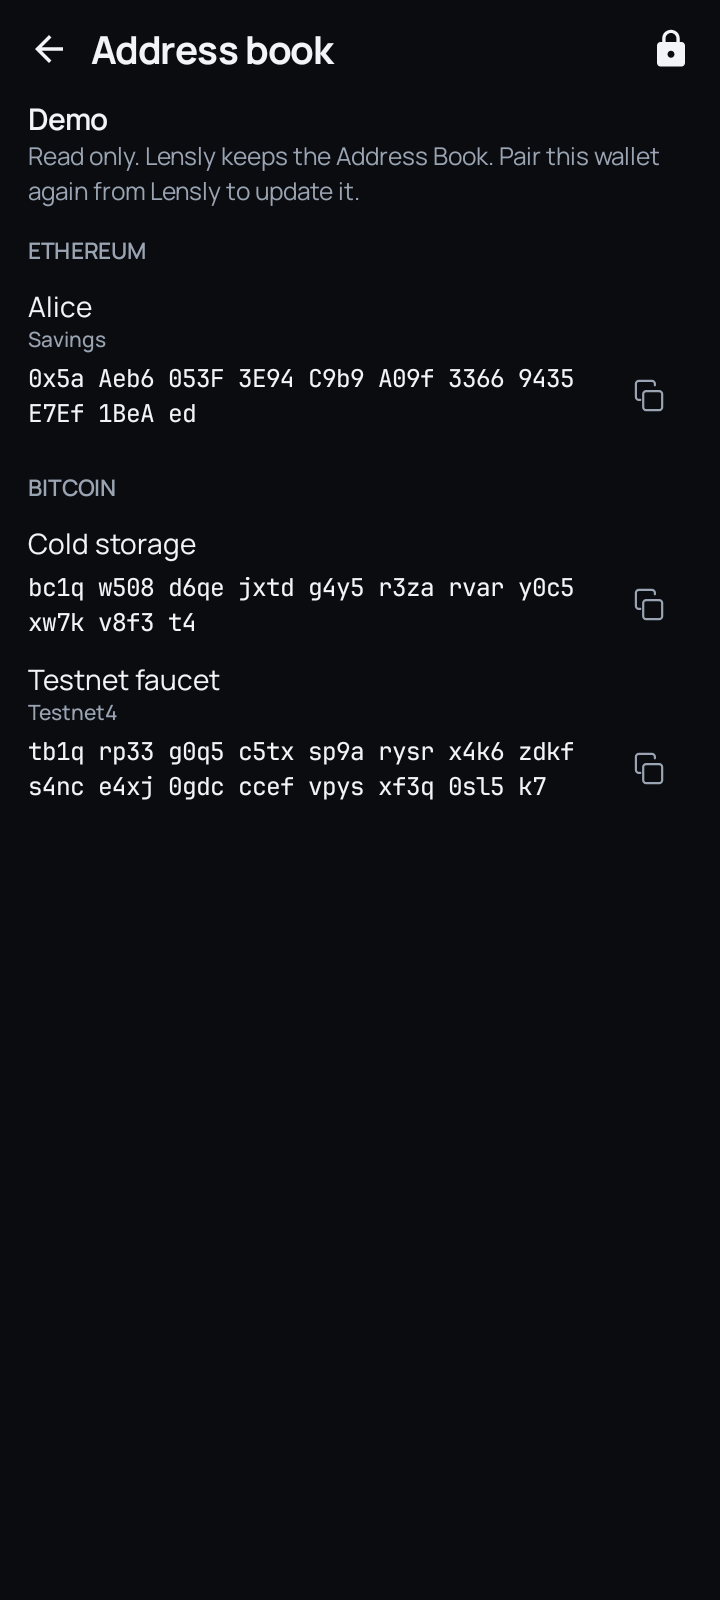 Address book
Demo
Read only. Lensly keeps the Address Book. Pair this wallet
again from Lensly to update it.
ETHEREUM
Alice
Savings
0x5a Aeb6 053F 3E94 C9b9 A09f 3366 9435
E7Ef 1BeA ed
BITCOIN
Cold storage
bc1q w508 d6qe jxtd g4y5 r3za rvar y0c5
xw7k v8f3 t4
Testnet faucet
Testnet4
tb1q rp33 g0q5 c5tx sp9a rysr x4k6 zdkf
s4nc e4xj 0gdc ccef vpys xf3q 0sl5 k7